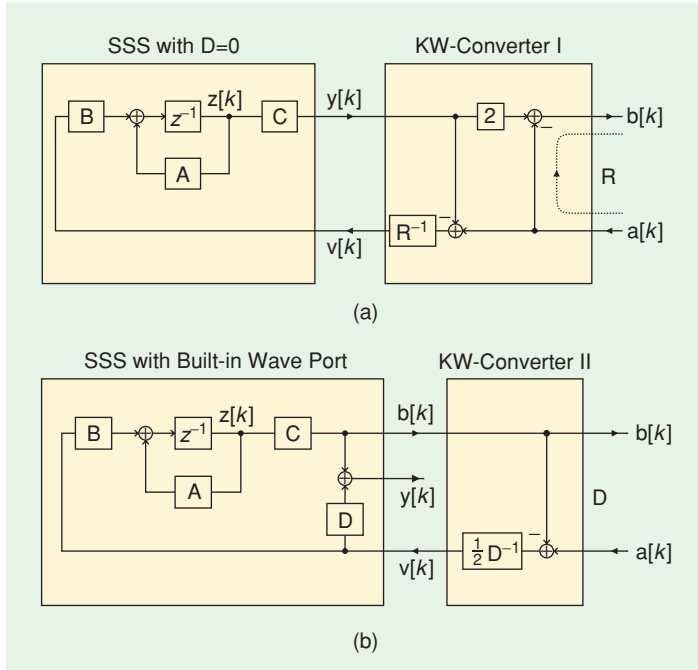 SSS with D=0
KW-Converter I
z[k]
y[k]
B
z⁻¹
C
2
b[k]
−
A
R
−
R⁻¹
v[k]
a[k]
(a)
SSS with Built-in Wave Port
KW-Converter II
z[k]
b[k]
B
z⁻¹
C
b[k]
A
y[k]
D
D
−
½ D⁻¹
v[k]
a[k]
(b)